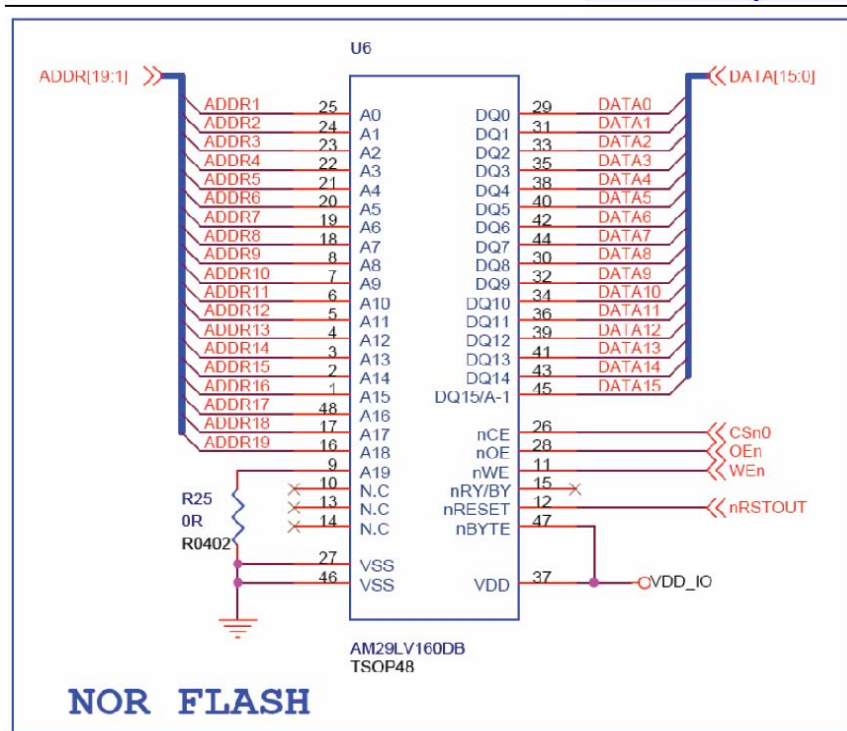 U6
ADDR[19:1]
DATA[15:0]
ADDR1 25 A0 DQ0 29 DATA0
ADDR2 24 A1 DQ1 31 DATA1
ADDR3 23 A2 DQ2 33 DATA2
ADDR4 22 A3 DQ3 35 DATA3
ADDR5 21 A4 DQ4 38 DATA4
ADDR6 20 A5 DQ5 40 DATA5
ADDR7 19 A6 DQ6 42 DATA6
ADDR8 18 A7 DQ7 44 DATA7
ADDR9 8 A8 DQ8 30 DATA8
ADDR10 7 A9 DQ9 32 DATA9
ADDR11 6 A10 DQ10 34 DATA10
ADDR12 5 A11 DQ11 36 DATA11
ADDR13 4 A12 DQ12 39 DATA12
ADDR14 3 A13 DQ13 41 DATA13
ADDR15 2 A14 DQ14 43 DATA14
ADDR16 1 A15 DQ15/A-1 45 DATA15
ADDR17 48 A16
ADDR18 17 A17 nCE 26 CSn0
ADDR19 16 A18 nOE 28 OEn
9 A19 nWE 11 WEn
10 N.C nRY/BY 15
13 N.C nRESET 12 nRSTOUT
14 N.C nBYTE 47
R25
0R
R0402
27 VSS
46 VSS VDD 37 VDD_IO
AM29LV160DB
TSOP48
NOR FLASH